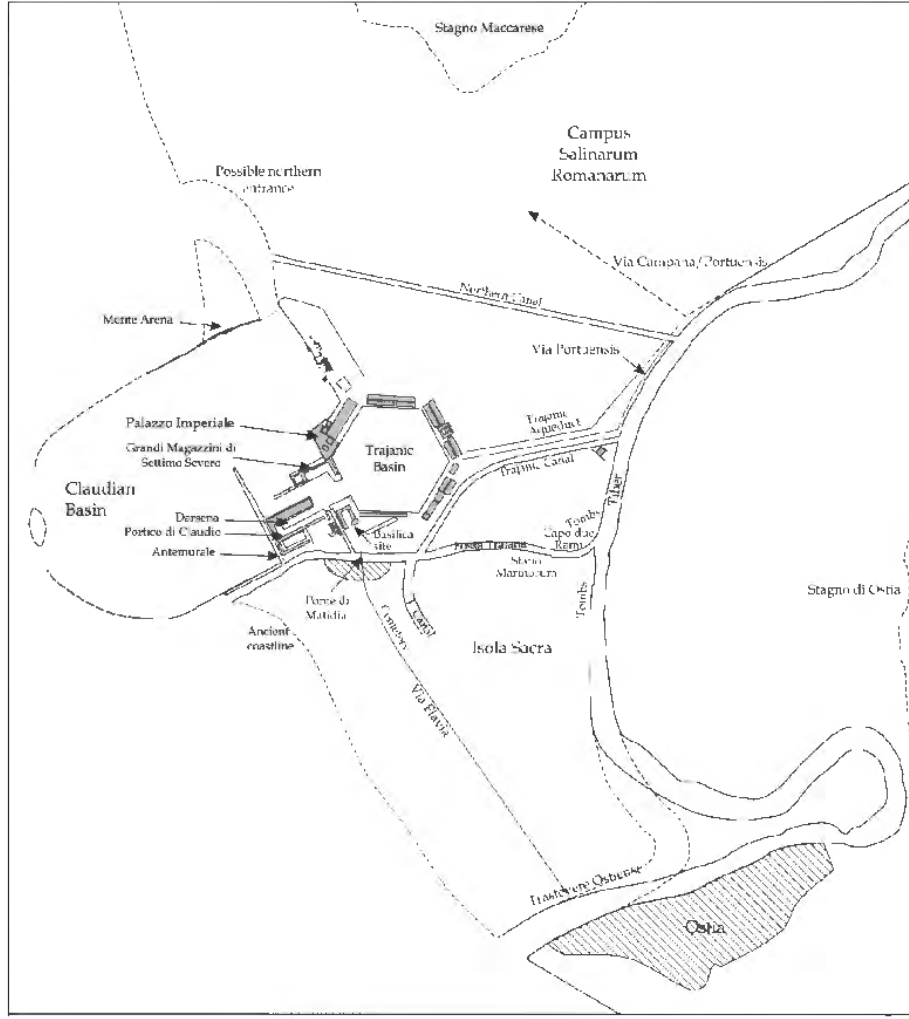 Stagno Maccarese
Campus
Salinarum
Romanarum
Possible northern
entrance
Via Campana/Portuensis
Northern Canal
Monte Arena
Via Portuensis
Palazzo Imperiale
Trajanic
Aqueduct
Grandi Magazzini di
Settimo Severo
Trajanic
Basin
Trajanic Canal
Claudian
Basin
Tiber
Darsena
Portico di Claudio
Basilica
site
Tombs
Capo due
Rami
Antemurale
Fossa Traiana
Statio
Marmorum
Stagno di Ostia
Ponte di
Matidia
Tombs
Canal
Cemetery
Ancient
coastline
Isola Sacra
Via Flavia
Trastevere Ostiense
Ostia